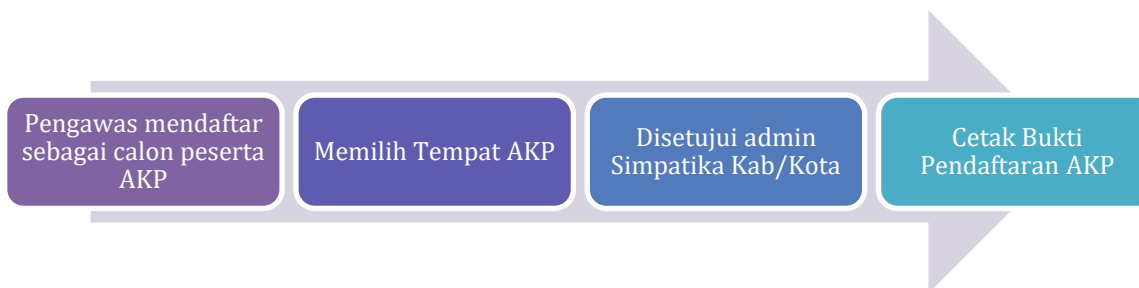 Pengawas mendaftar
sebagai calon peserta
AKP
Memilih Tempat AKP
Disetujui admin
Simpatika Kab/Kota
Cetak Bukti
Pendaftaran AKP